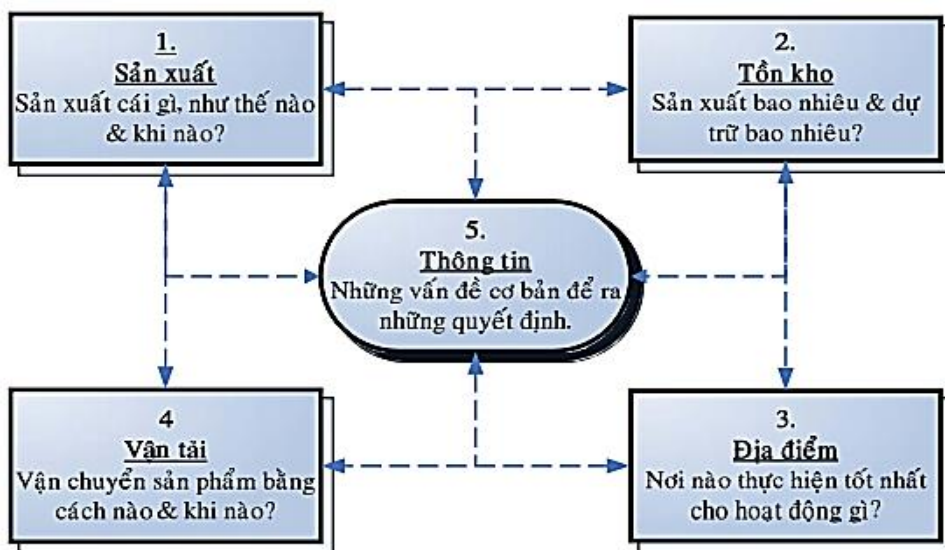 1.
Sản xuất
Sản xuất cái gì, như thế nào
& khi nào?
2.
Tồn kho
Sản xuất bao nhiêu & dự
trữ bao nhiêu?
5.
Thông tin
Những vấn đề cơ bản để ra
những quyết định.
4
Vận tải
Vận chuyển sản phẩm bằng
cách nào & khi nào?
3.
Địa điểm
Nơi nào thực hiện tốt nhất
cho hoạt động gì?